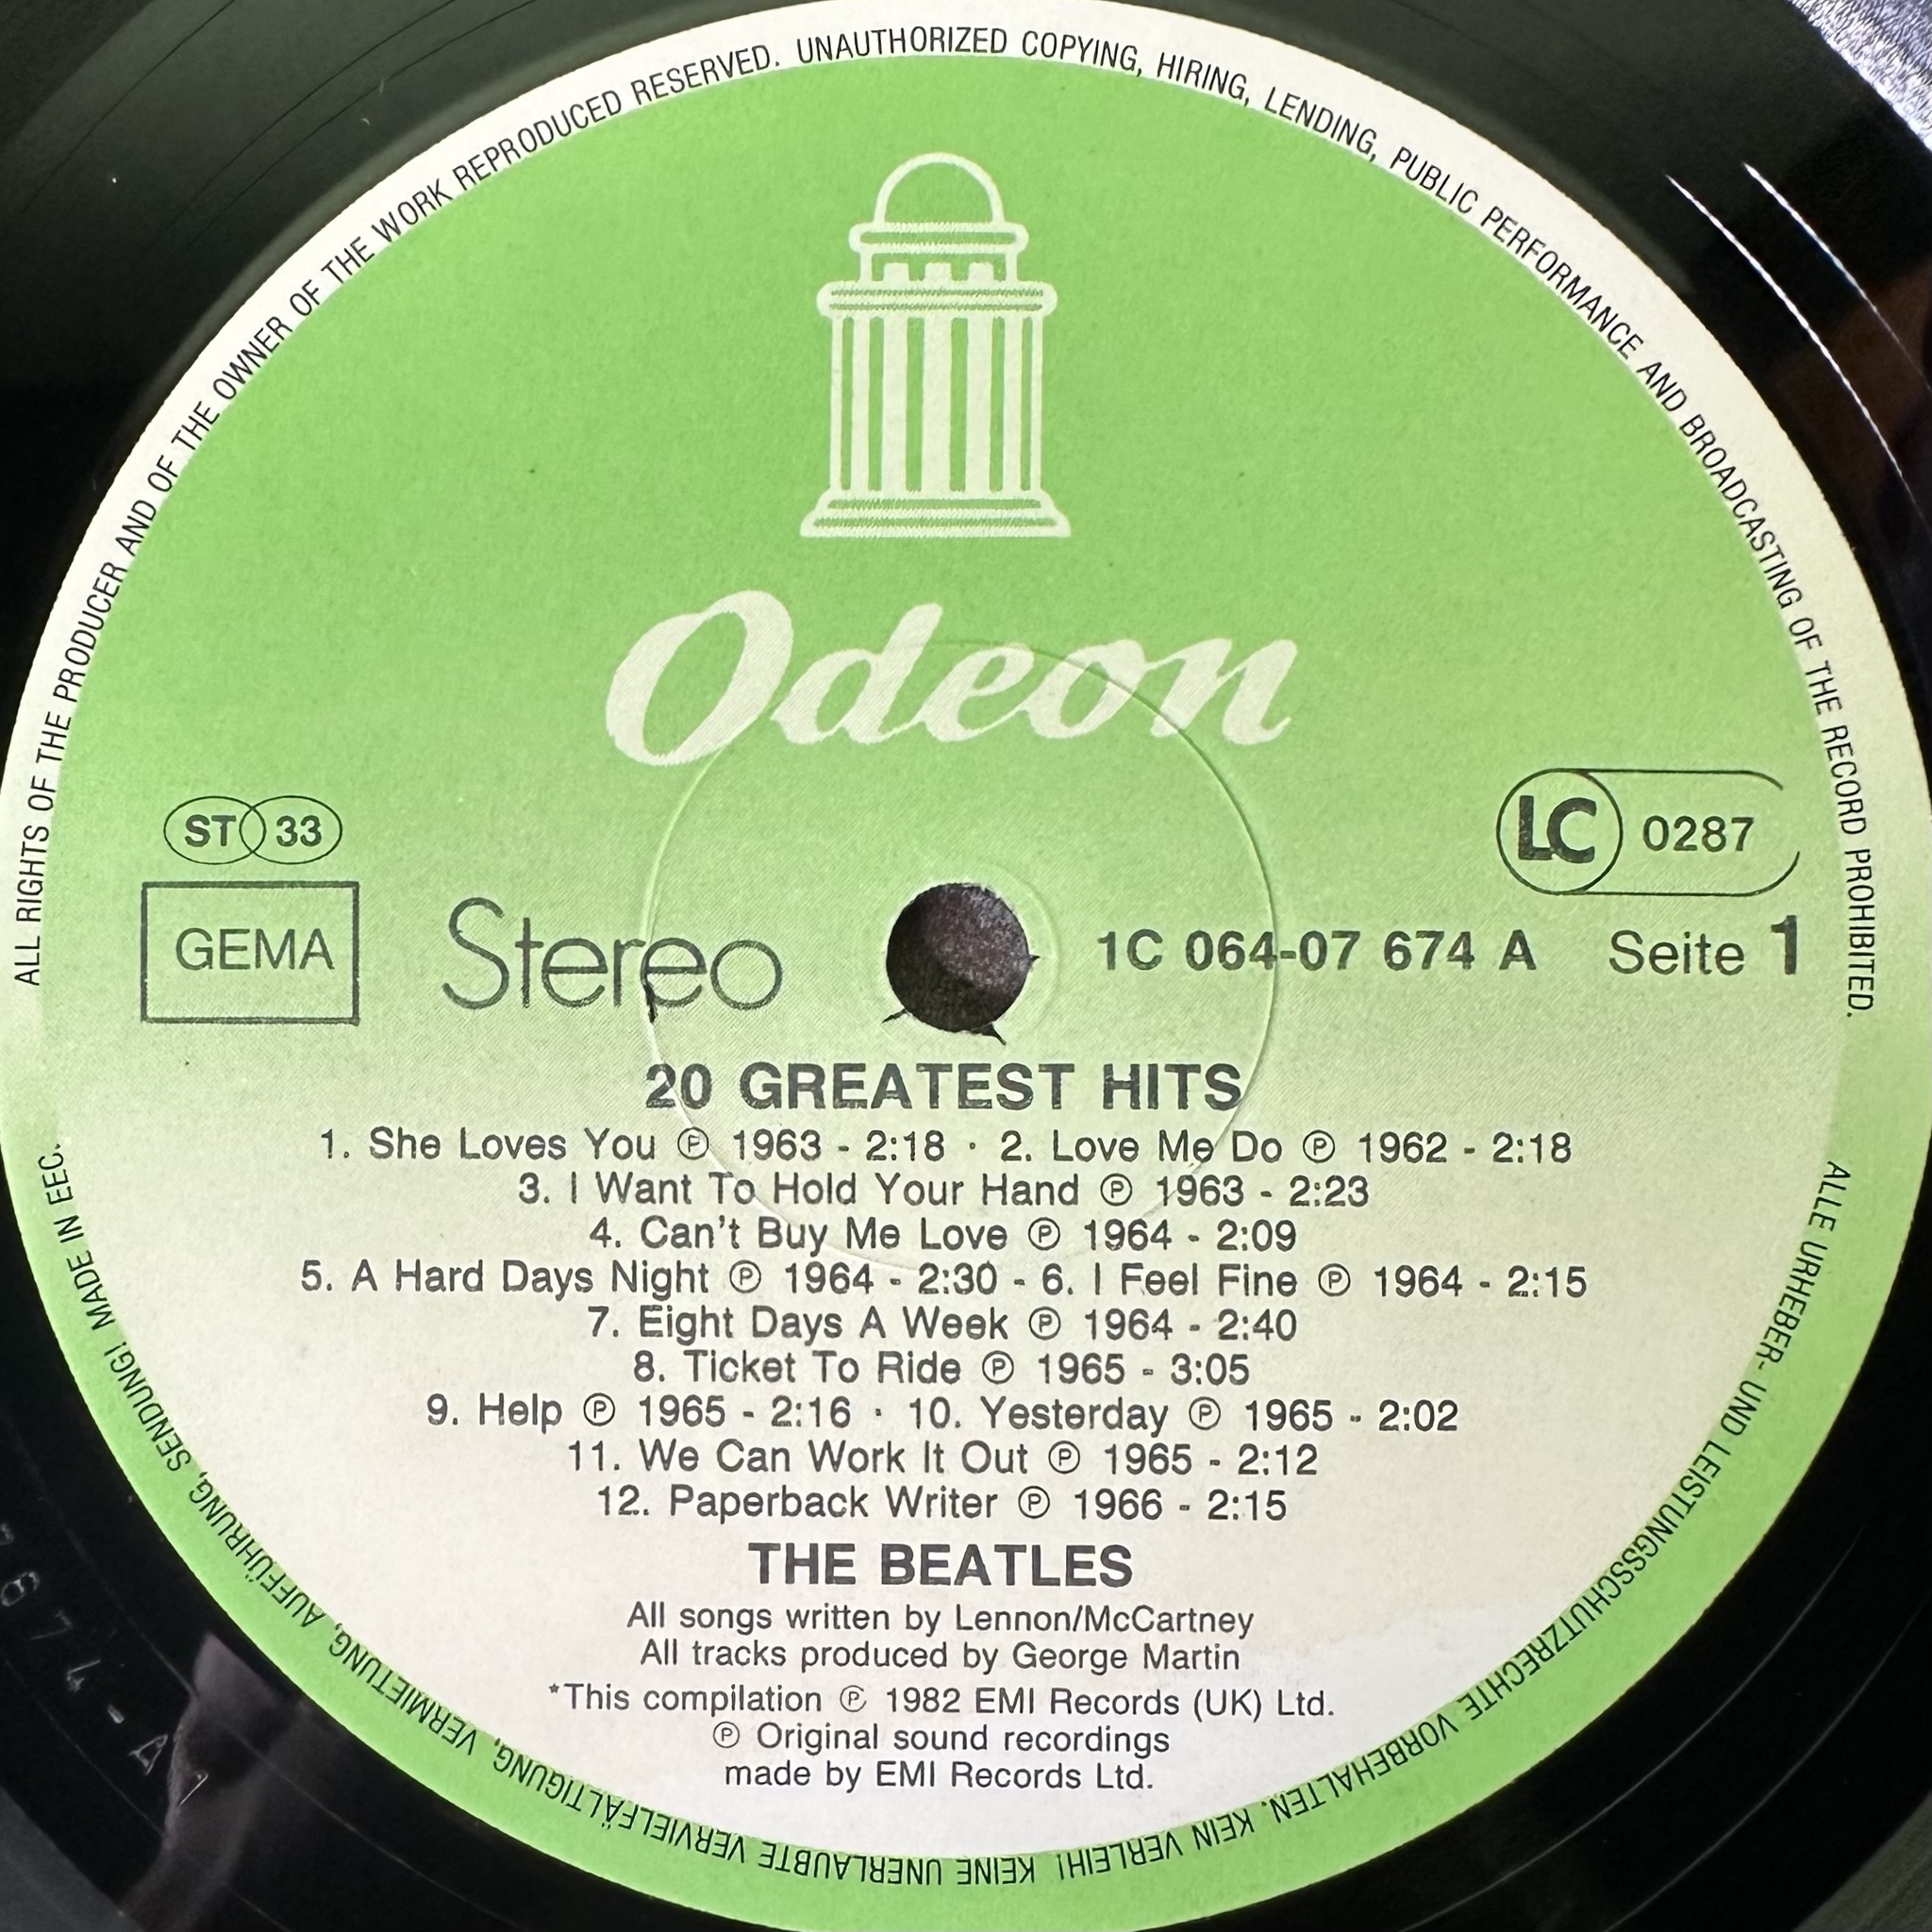 ALL RIGHTS OF THE PRODUCER AND OF THE OWNER OF THE WORK REPRODUCED RESERVED. UNAUTHORIZED COPYING, HIRING, LENDING, PUBLIC PERFORMANCE AND BROADCASTING OF THE RECORD PROHIBITED.
Odeon
ST 33
LC 0287
GEMA
Stereo
1C 064-07 674 A Seite 1
20 GREATEST HITS
1. She Loves You ℗ 1963 - 2:18 · 2. Love Me Do ℗ 1962 - 2:18
3. I Want To Hold Your Hand ℗ 1963 - 2:23
4. Can't Buy Me Love ℗ 1964 - 2:09
5. A Hard Days Night ℗ 1964 - 2:30 - 6. I Feel Fine ℗ 1964 - 2:15
7. Eight Days A Week ℗ 1964 - 2:40
8. Ticket To Ride ℗ 1965 - 3:05
9. Help ℗ 1965 - 2:16 · 10. Yesterday ℗ 1965 - 2:02
11. We Can Work It Out ℗ 1965 - 2:12
12. Paperback Writer ℗ 1966 - 2:15
THE BEATLES
All songs written by Lennon/McCartney
All tracks produced by George Martin
*This compilation ℗ 1982 EMI Records (UK) Ltd.
℗ Original sound recordings
made by EMI Records Ltd.
ALLE URHEBER- UND LEISTUNGSSCHUTZRECHTE VORBEHALTEN. KEIN VERLEIH! KEINE UNERLAUBTE VERVIELFÄLTIGUNG, VERMIETUNG, AUFFÜHRUNG, SENDUNG! MADE IN EEC.